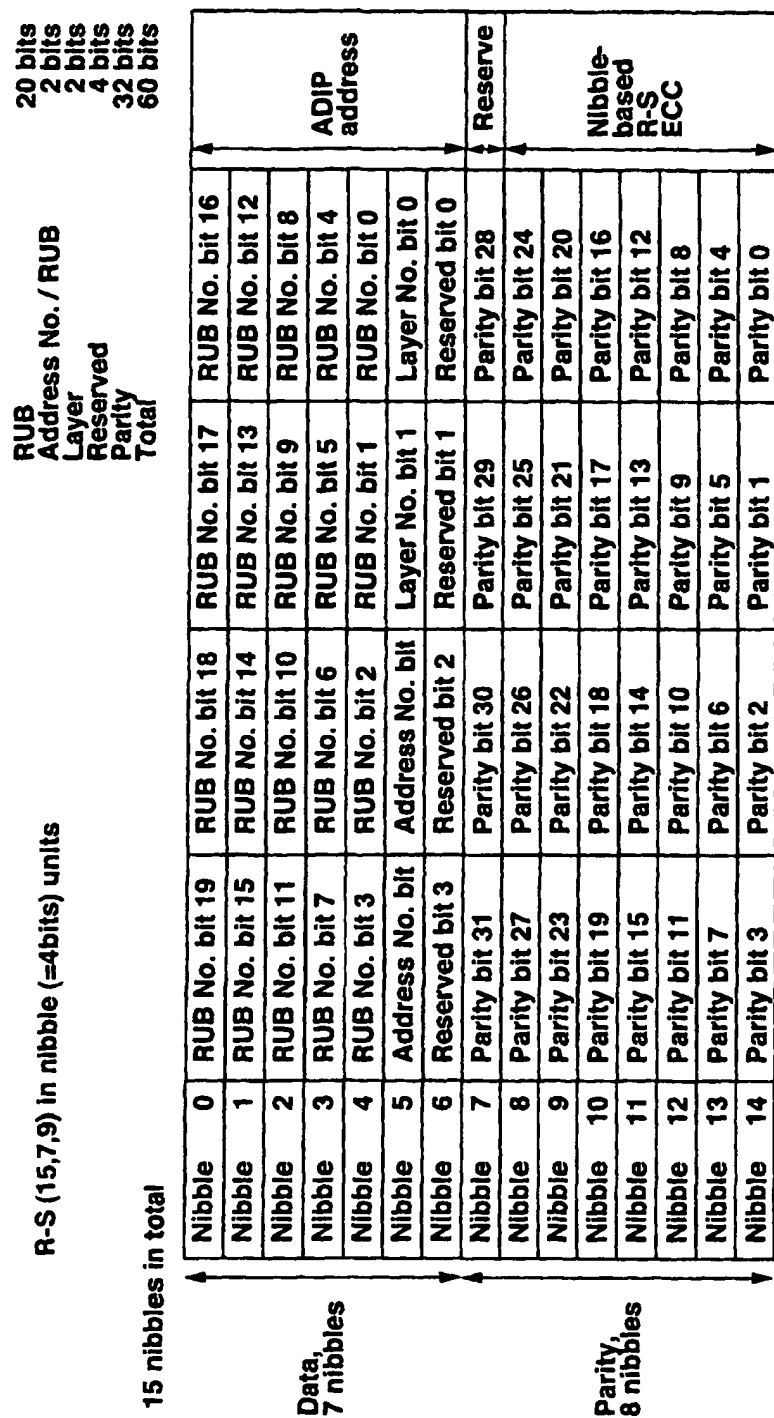 R-S (15,7,9) in nibble (=4bits) units
RUB 20 bits
Address No. / RUB 2 bits
Layer 2 bits
Reserved 4 bits
Parity 32 bits
Total 60 bits
15 nibbles in total
Data,
7 nibbles
Parity,
8 nibbles
Nibble 0 RUB No. bit 19 RUB No. bit 18 RUB No. bit 17 RUB No. bit 16
Nibble 1 RUB No. bit 15 RUB No. bit 14 RUB No. bit 13 RUB No. bit 12
Nibble 2 RUB No. bit 11 RUB No. bit 10 RUB No. bit 9 RUB No. bit 8
Nibble 3 RUB No. bit 7 RUB No. bit 6 RUB No. bit 5 RUB No. bit 4
Nibble 4 RUB No. bit 3 RUB No. bit 2 RUB No. bit 1 RUB No. bit 0
Nibble 5 Address No. bit Address No. bit Layer No. bit 1 Layer No. bit 0
Nibble 6 Reserved bit 3 Reserved bit 2 Reserved bit 1 Reserved bit 0
Nibble 7 Parity bit 31 Parity bit 30 Parity bit 29 Parity bit 28
Nibble 8 Parity bit 27 Parity bit 26 Parity bit 25 Parity bit 24
Nibble 9 Parity bit 23 Parity bit 22 Parity bit 21 Parity bit 20
Nibble 10 Parity bit 19 Parity bit 18 Parity bit 17 Parity bit 16
Nibble 11 Parity bit 15 Parity bit 14 Parity bit 13 Parity bit 12
Nibble 12 Parity bit 11 Parity bit 10 Parity bit 9 Parity bit 8
Nibble 13 Parity bit 7 Parity bit 6 Parity bit 5 Parity bit 4
Nibble 14 Parity bit 3 Parity bit 2 Parity bit 1 Parity bit 0
ADIP
address
Reserve
Nibble-
based
R-S
ECC